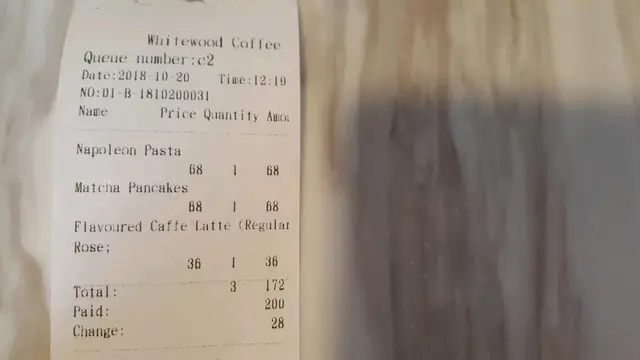 Whitewood Coffee
Queue number:c2
Date:2018-10-20 Time:12:19
NO:01-B-1810200031
Name Price Quantity Amou
Napoleon Pasta
68 1 68
Matcha Pancakes
68 1 68
Flavoured Caffe Latte (Regular
Rose;
36 1 36
Total: 3 172
Paid: 200
Change: 28